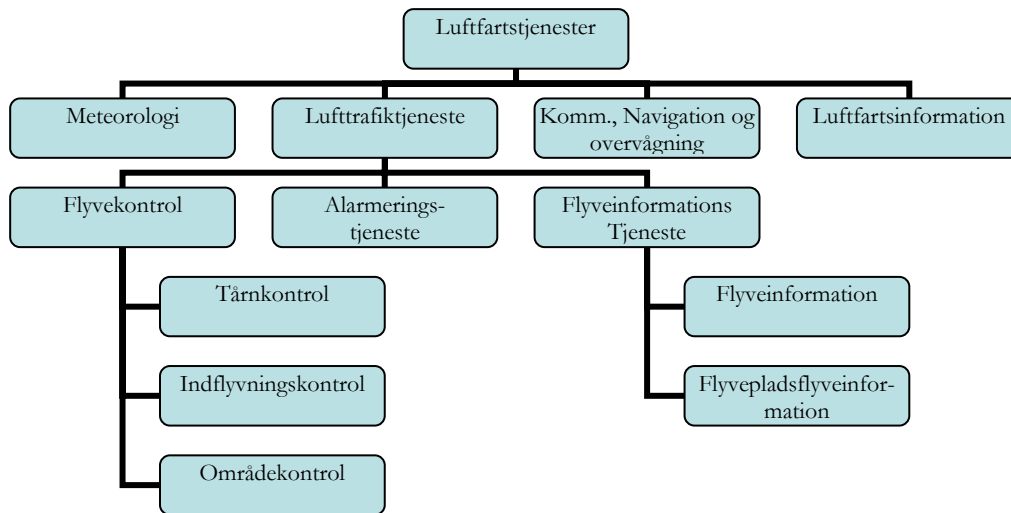 Luftfartstjenester
Meteorologi
Lufttrafiktjeneste
Komm., Navigation og
overvågning
Luftfartsinformation
Flyvekontrol
Alarmerings-
tjeneste
Flyveinformations
Tjeneste
Tårnkontrol
Flyveinformation
Indflyvningskontrol
Flyvepladsflyveinfor-
mation
Områdekontrol